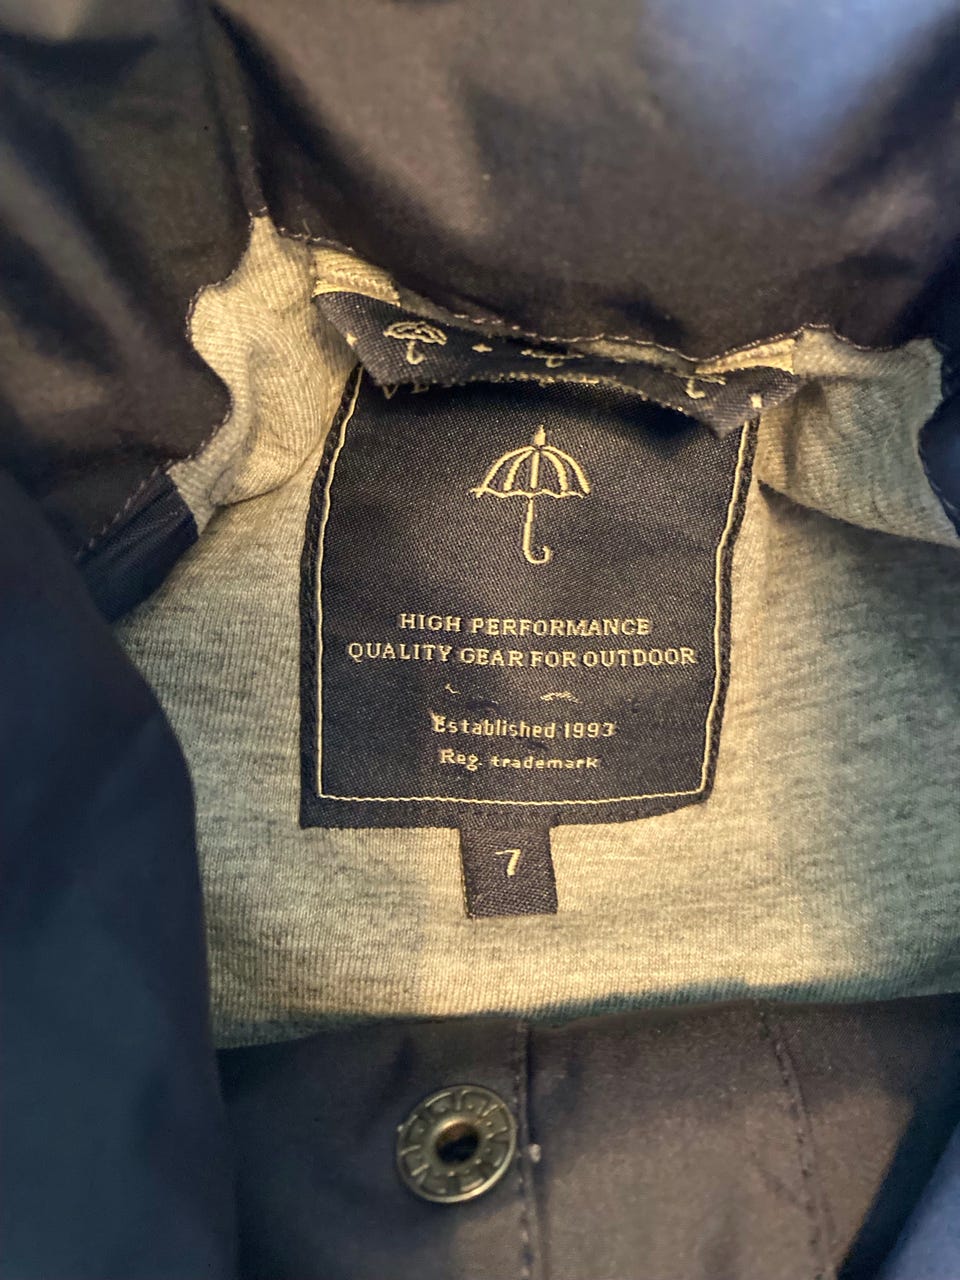 HIGH PERFORMANCE
QUALITY GEAR FOR OUTDOOR
Established 1993
Reg. trademark
7